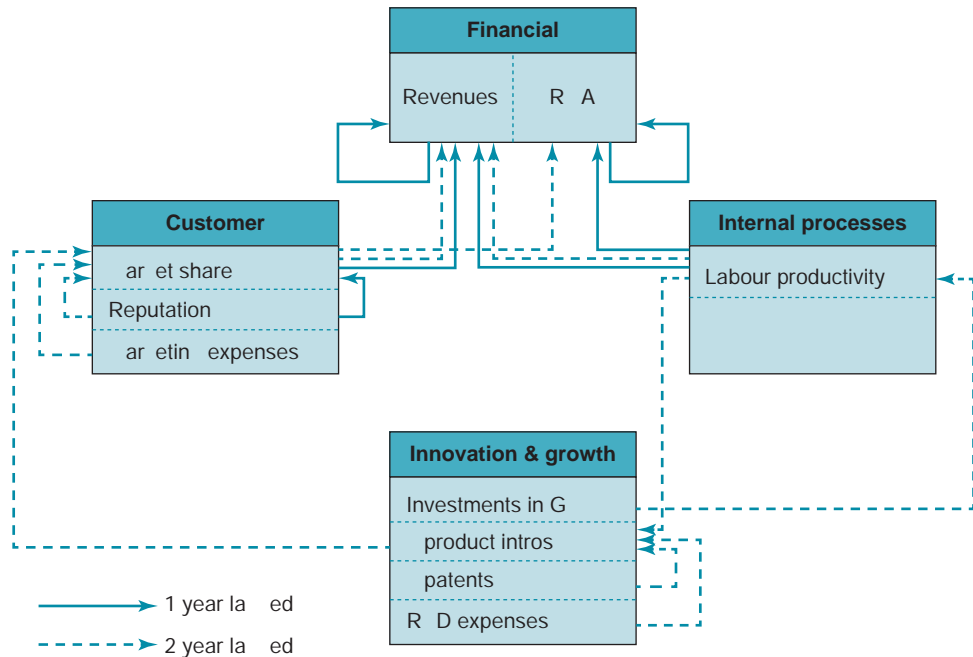 Financial
Revenues
R A
Customer
ar et share
Reputation
ar etin expenses
Internal processes
Labour productivity
Innovation & growth
Investments in G
product intros
patents
R D expenses
1 year la ed
2 year la ed